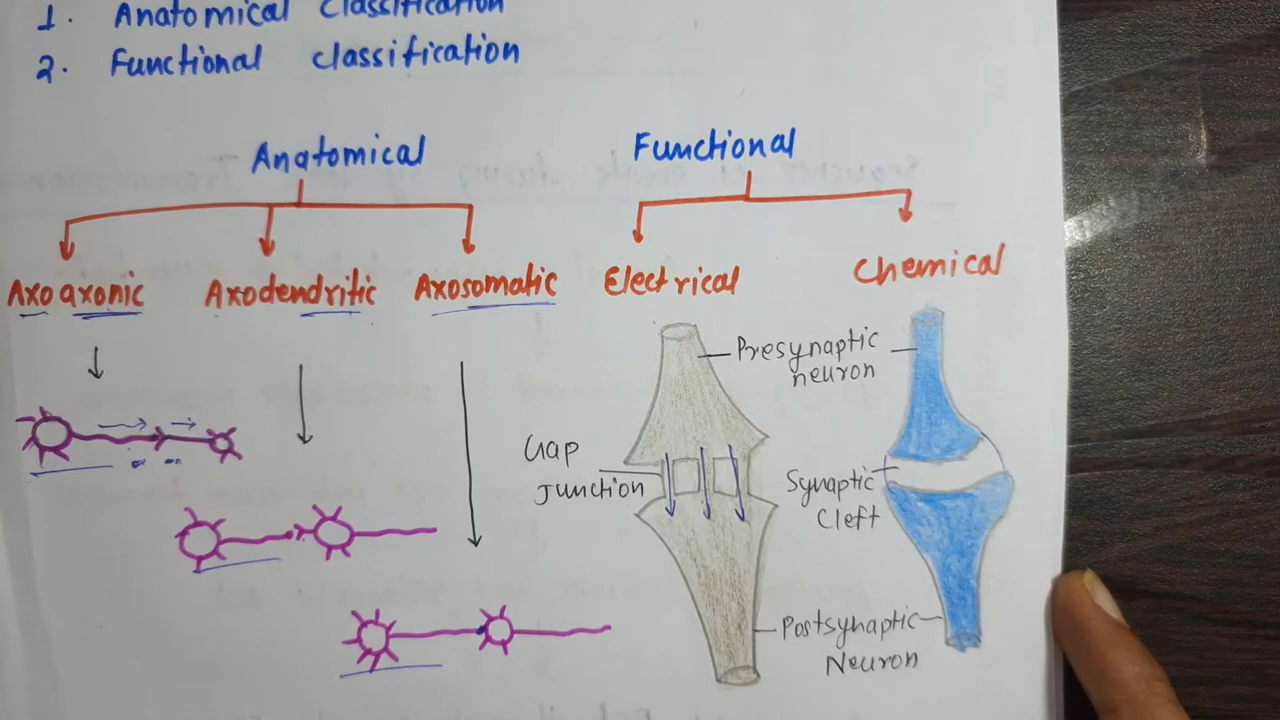 1. Anatomical classification
2. Functional classification
Anatomical
Functional
Axoaxonic
Axodendritic
Axosomatic
Electrical
Chemical
Presynaptic
neuron
Gap
Junction
Synaptic
Cleft
Postsynaptic
Neuron